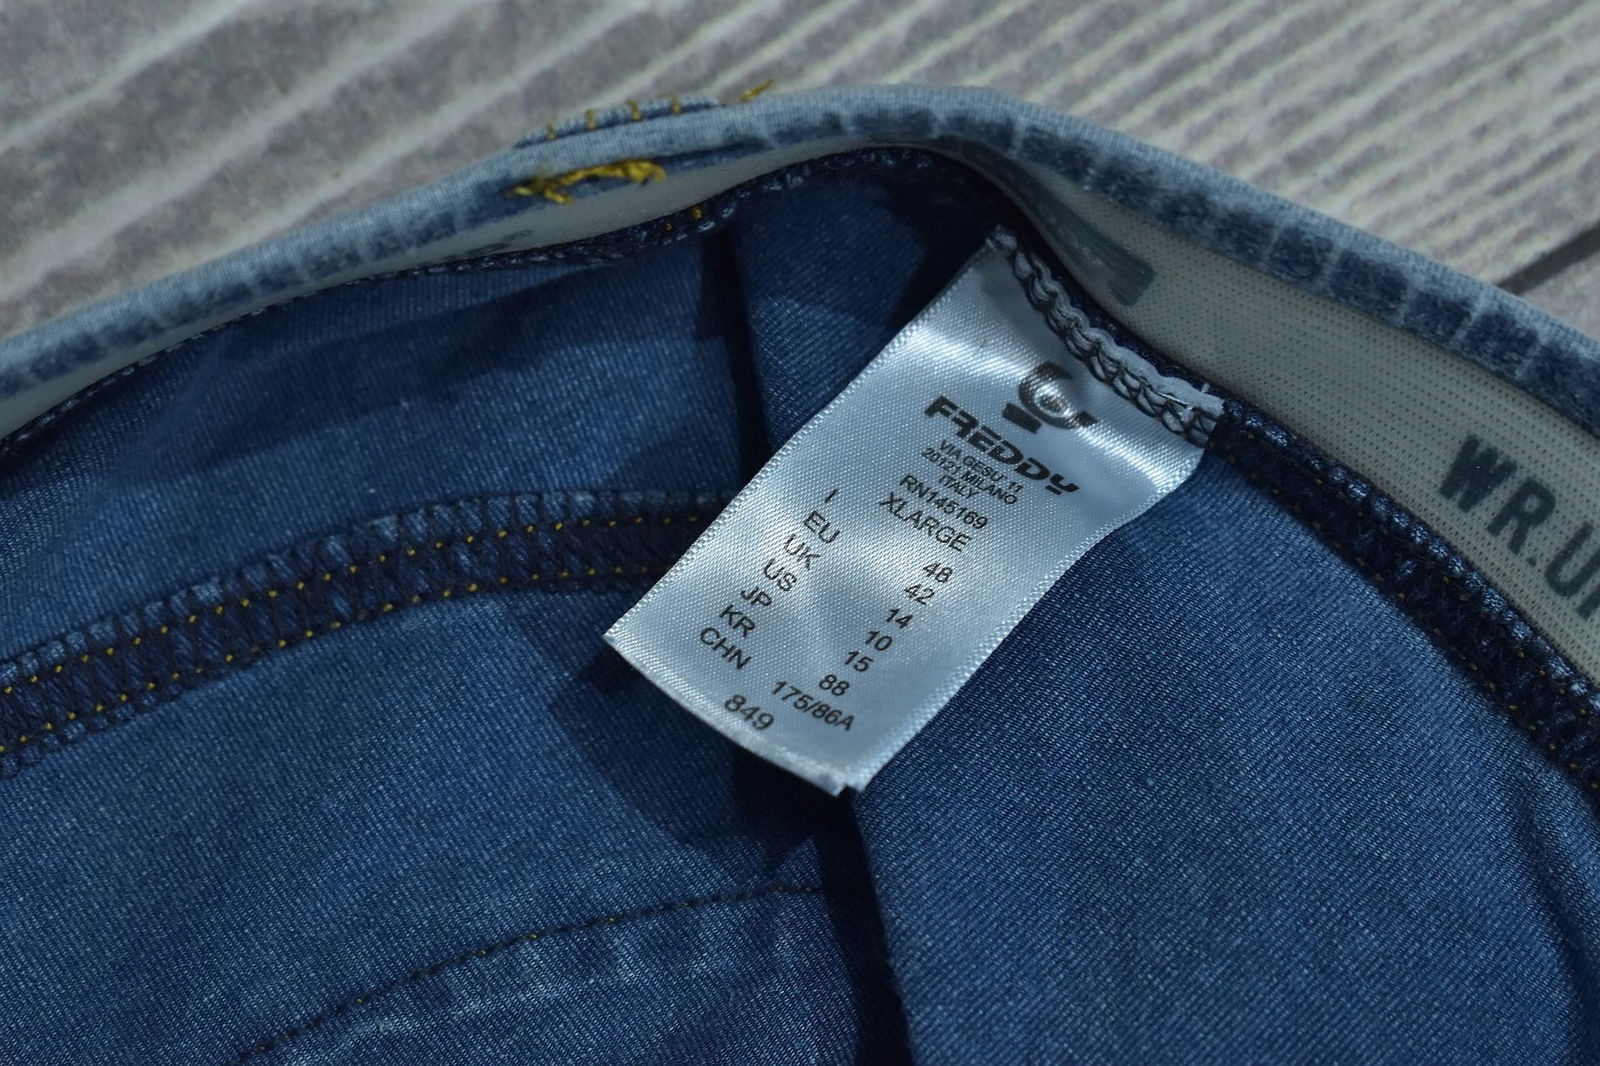 FREDDY
VIA GESU, 11
20121 MILANO
ITALY
RN145169
XLARGE
I 48
EU 42
UK 14
US 10
JP 15
KR 88
CHN 175/86A
849
WR.UP